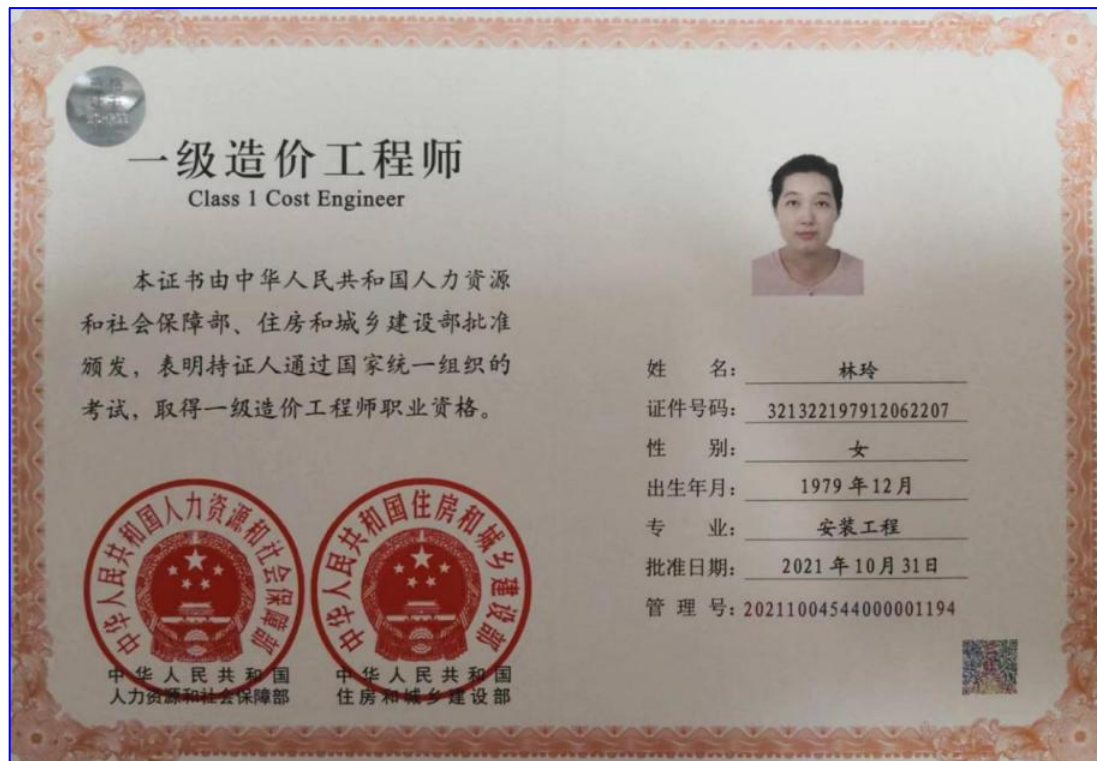 一级造价工程师
Class 1 Cost Engineer
本证书由中华人民共和国人力资源
和社会保障部、住房和城乡建设部批准
颁发，表明持证人通过国家统一组织的
考试，取得一级造价工程师职业资格。
中华人民共和国人力资源和社会保障部
中华人民共和国住房和城乡建设部
中华人民共和国
人力资源和社会保障部
中华人民共和国
住房和城乡建设部
姓 名： 林玲
证件号码： 321322197912062207
性 别： 女
出生年月： 1979年12月
专 业： 安装工程
批准日期： 2021年10月31日
管 理 号：20211004544000001194